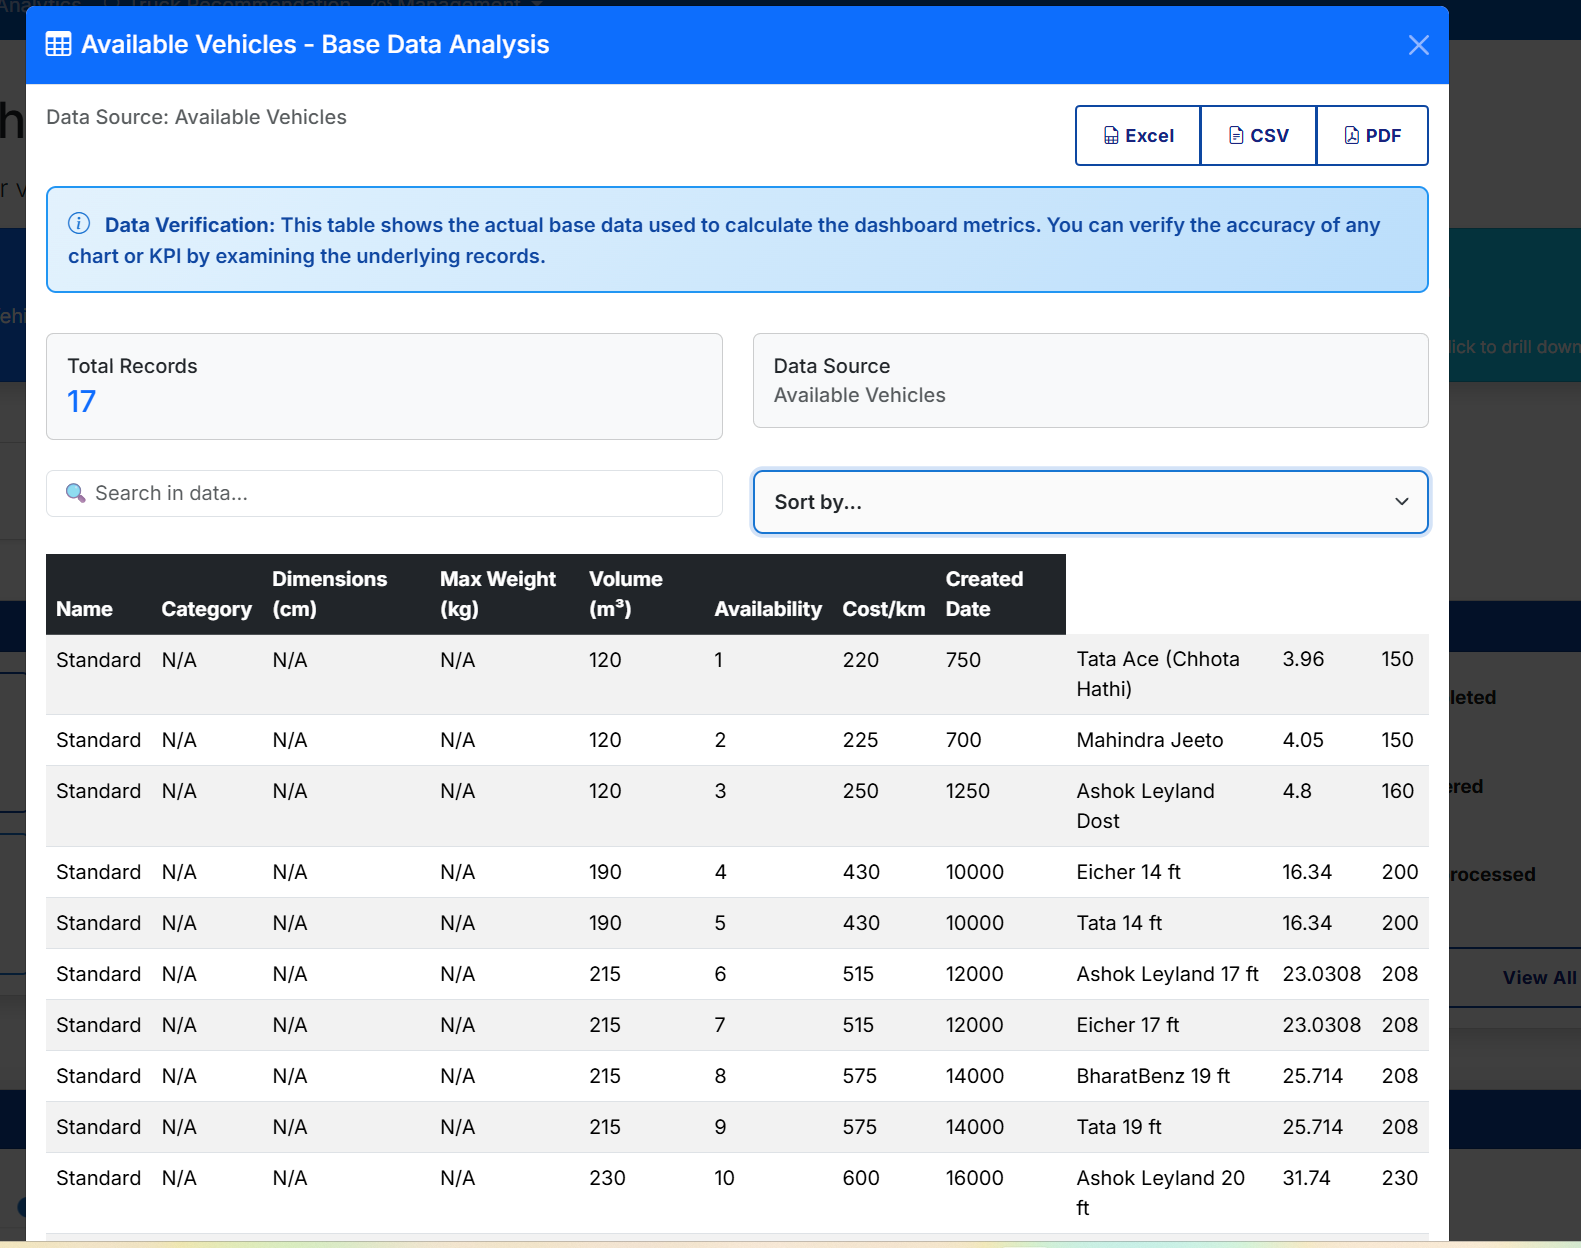 Available Vehicles - Base Data Analysis
Data Source: Available Vehicles
Excel CSV PDF
Data Verification: This table shows the actual base data used to calculate the dashboard metrics. You can verify the accuracy of any
chart or KPI by examining the underlying records.
Total Records
17
Data Source
Available Vehicles
Search in data...
Sort by...
Name Category Dimensions (cm) Max Weight (kg) Volume (m³) Availability Cost/km Created Date
Standard N/A N/A N/A 120 1 220 750 Tata Ace (Chhota Hathi) 3.96 150
Standard N/A N/A N/A 120 2 225 700 Mahindra Jeeto 4.05 150
Standard N/A N/A N/A 120 3 250 1250 Ashok Leyland Dost 4.8 160
Standard N/A N/A N/A 190 4 430 10000 Eicher 14 ft 16.34 200
Standard N/A N/A N/A 190 5 430 10000 Tata 14 ft 16.34 200
Standard N/A N/A N/A 215 6 515 12000 Ashok Leyland 17 ft 23.0308 208
Standard N/A N/A N/A 215 7 515 12000 Eicher 17 ft 23.0308 208
Standard N/A N/A N/A 215 8 575 14000 BharatBenz 19 ft 25.714 208
Standard N/A N/A N/A 215 9 575 14000 Tata 19 ft 25.714 208
Standard N/A N/A N/A 230 10 600 16000 Ashok Leyland 20 ft 31.74 230
to drill down
View All